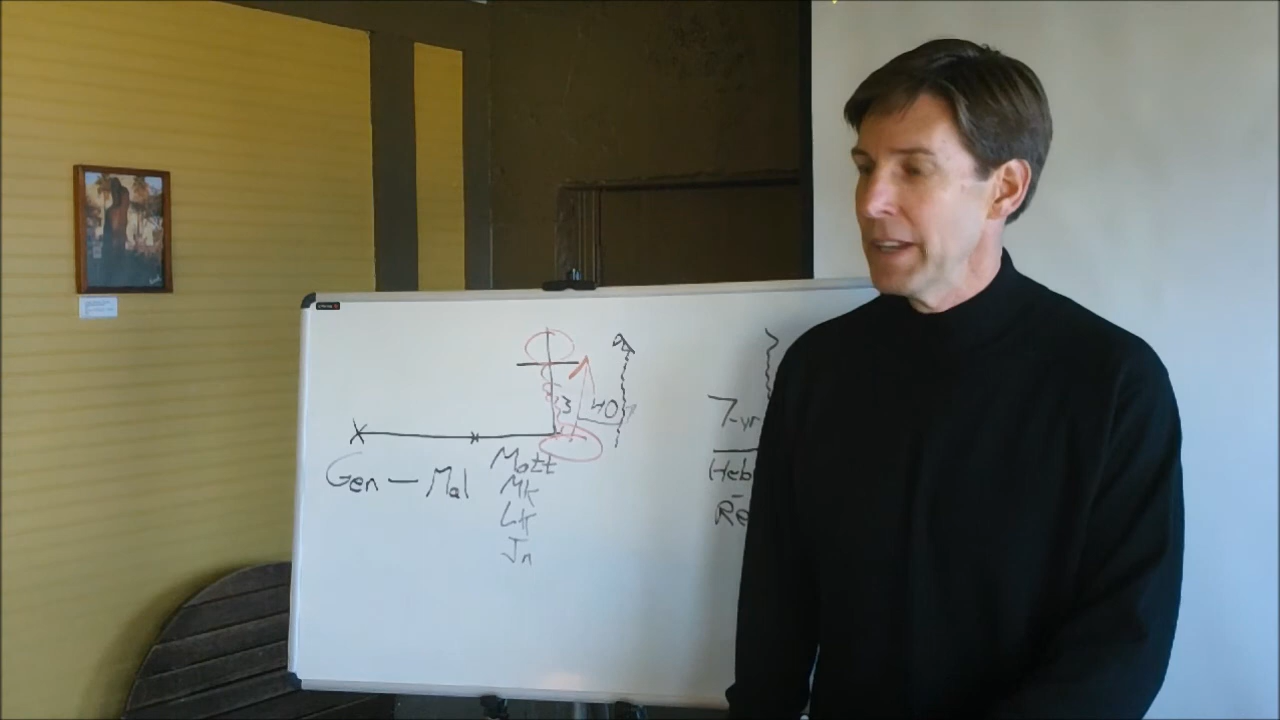 3 40
7-yr
Gen — Mal
Matt
Mk
Lk
Jn
Heb
-
Re